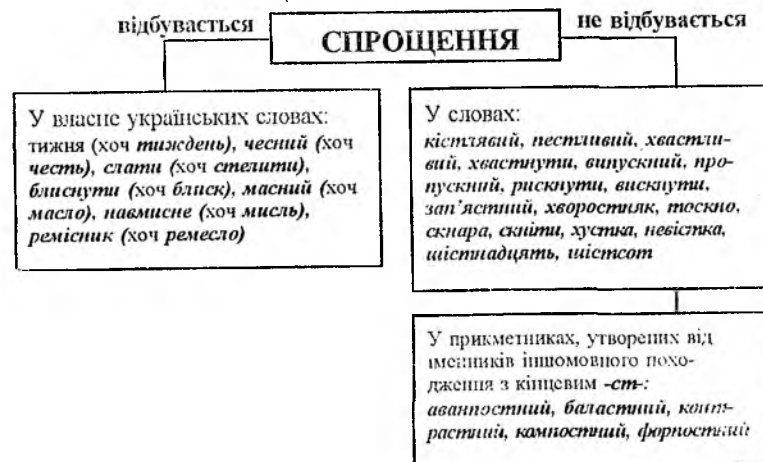 відбувається
СПРОЩЕННЯ
не відбувається
У власне українських словах:
тижня (хоч тиждень), чесний (хоч
честь), слати (хоч стелити),
блиснути (хоч блиск), масний (хоч
масло), навмисне (хоч мисль),
ремісник (хоч ремесло)
У словах:
кістлявий, пестливий, хвастли-
вий, хвастнути, випускний, про-
пускний, рискнути, вискнути,
зап'ястний, хворостняк, тоскно,
скнара, скніти, хустка, невістка,
шістнадцять, шістсот
У прикметниках, утворених від
іменників іншомовного похо-
дження з кінцевим -ст-:
аванпостний, баластний, конт-
растний, компостний, форпостний